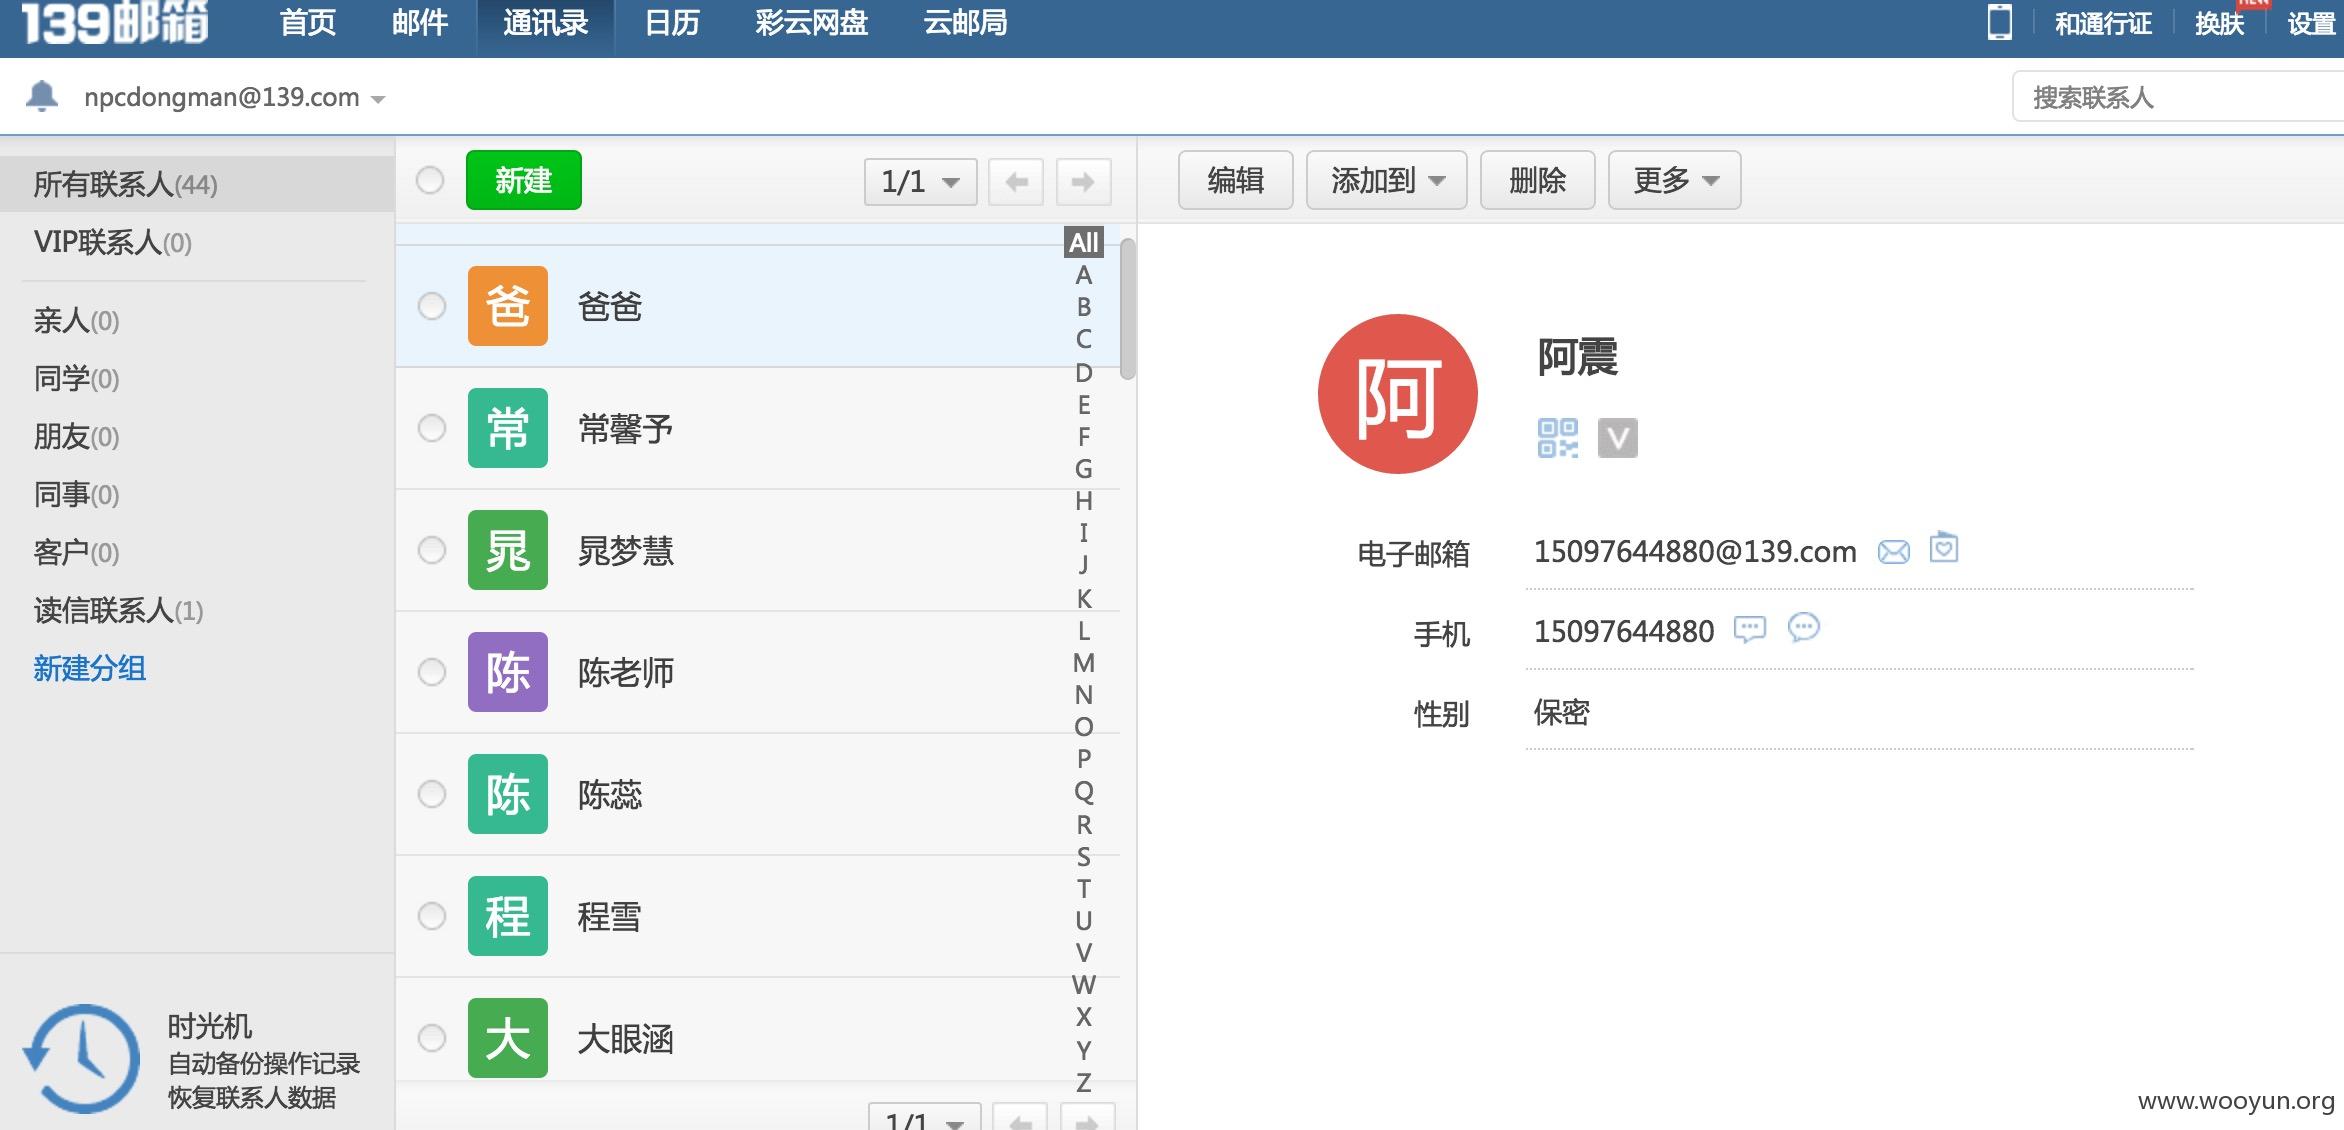 139邮箱 首页 邮件 通讯录 日历 彩云网盘 云邮局 和通行证 换肤 设置
npcdongman@139.com 搜索联系人
所有联系人(44)
VIP联系人(0)
亲人(0)
同学(0)
朋友(0)
同事(0)
客户(0)
读信联系人(1)
新建分组
时光机
自动备份操作记录
恢复联系人数据
新建 1/1
爸 爸爸
常 常馨予
晁 晁梦慧
陈 陈老师
陈 陈蕊
程 程雪
大 大眼涵
All
A
B
C
D
E
F
G
H
I
J
K
L
M
N
O
P
Q
R
S
T
U
V
W
X
Y
Z
1/1
编辑 添加到 删除 更多
阿 阿震
V
电子邮箱 15097644880@139.com
手机 15097644880
性别 保密
www.wooyun.org